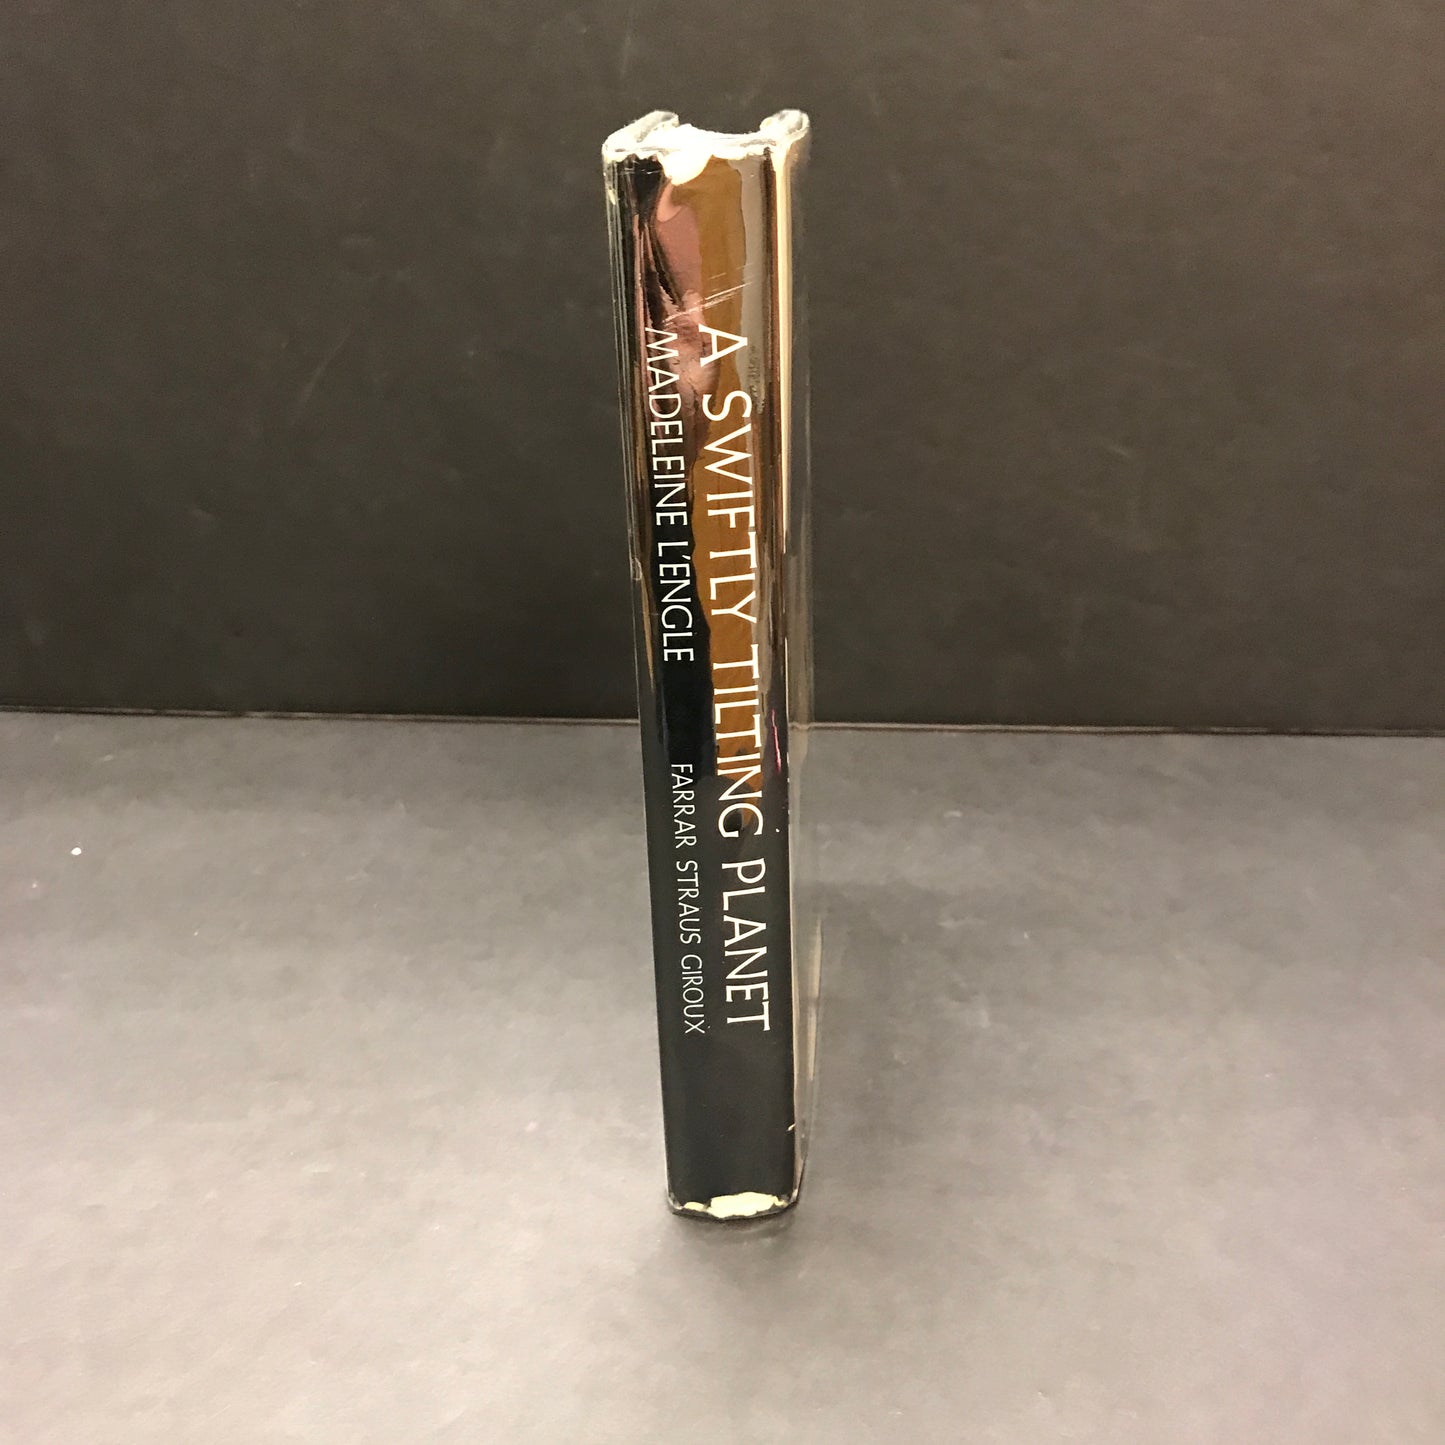 A SWIFTLY TILTING PLANET
MADELEINE L'ENGLE
FARRAR STRAUS GIROUX